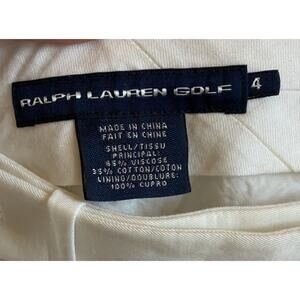 RALPH LAUREN GOLF
4
MADE IN CHINA
FAIT EN CHINE
SHELL/TISSU
PRINCIPAL:
65% VISCOSE
35% COTTON/COTON
LINING/DOUBLURE:
100% CUPRO